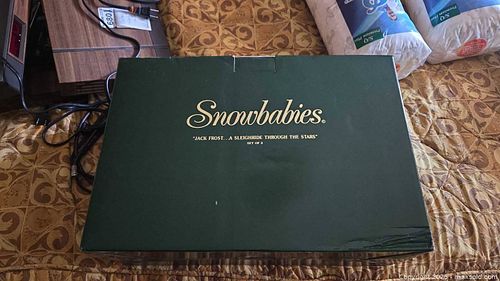 Snowbabies©
"JACK FROST...A SLEIGHRIDE THROUGH THE STARS"
SET OF 3
Copyright 2025 - maxsold.com